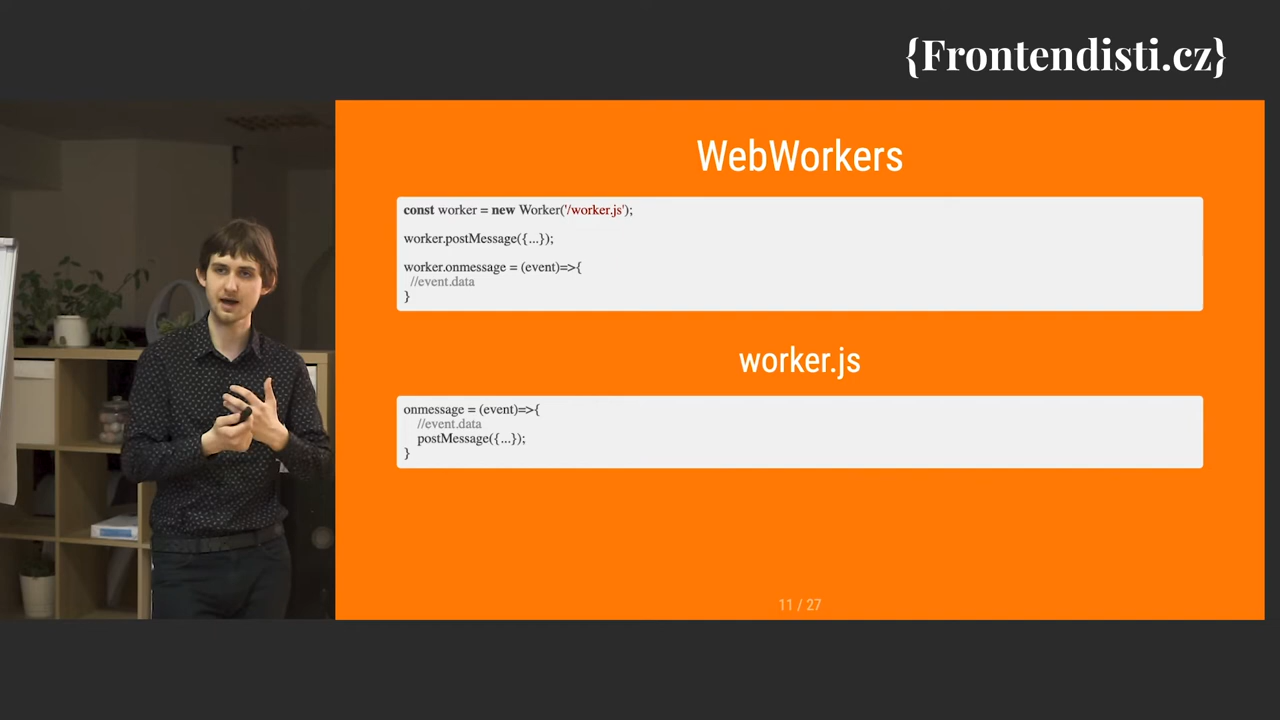 {Frontendisti.cz}
WebWorkers
const worker = new Worker('/worker.js');
worker.postMessage({...});
worker.onmessage = (event)=>{
//event.data
}
worker.js
onmessage = (event)=>{
//event.data
postMessage({...});
}
11 / 27